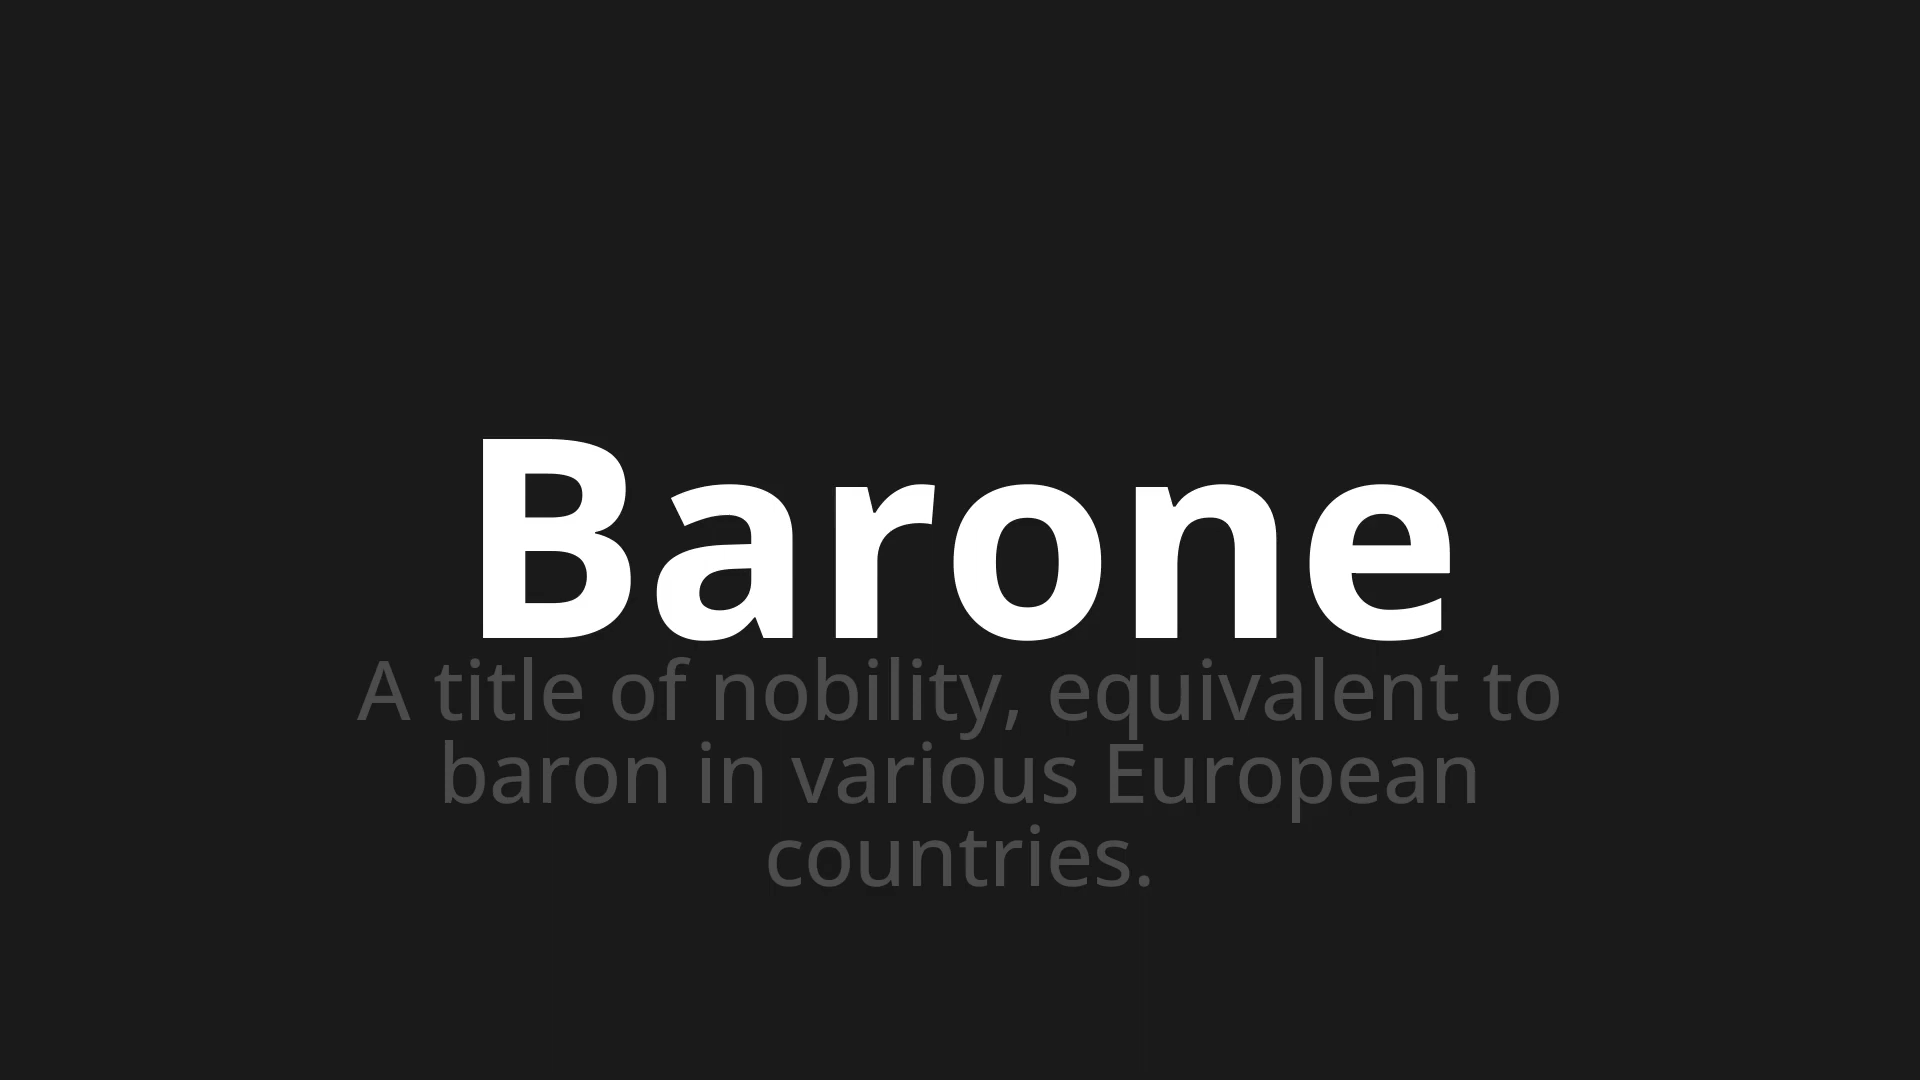 Barone
A title of nobility, equivalent to
baron in various European
countries.